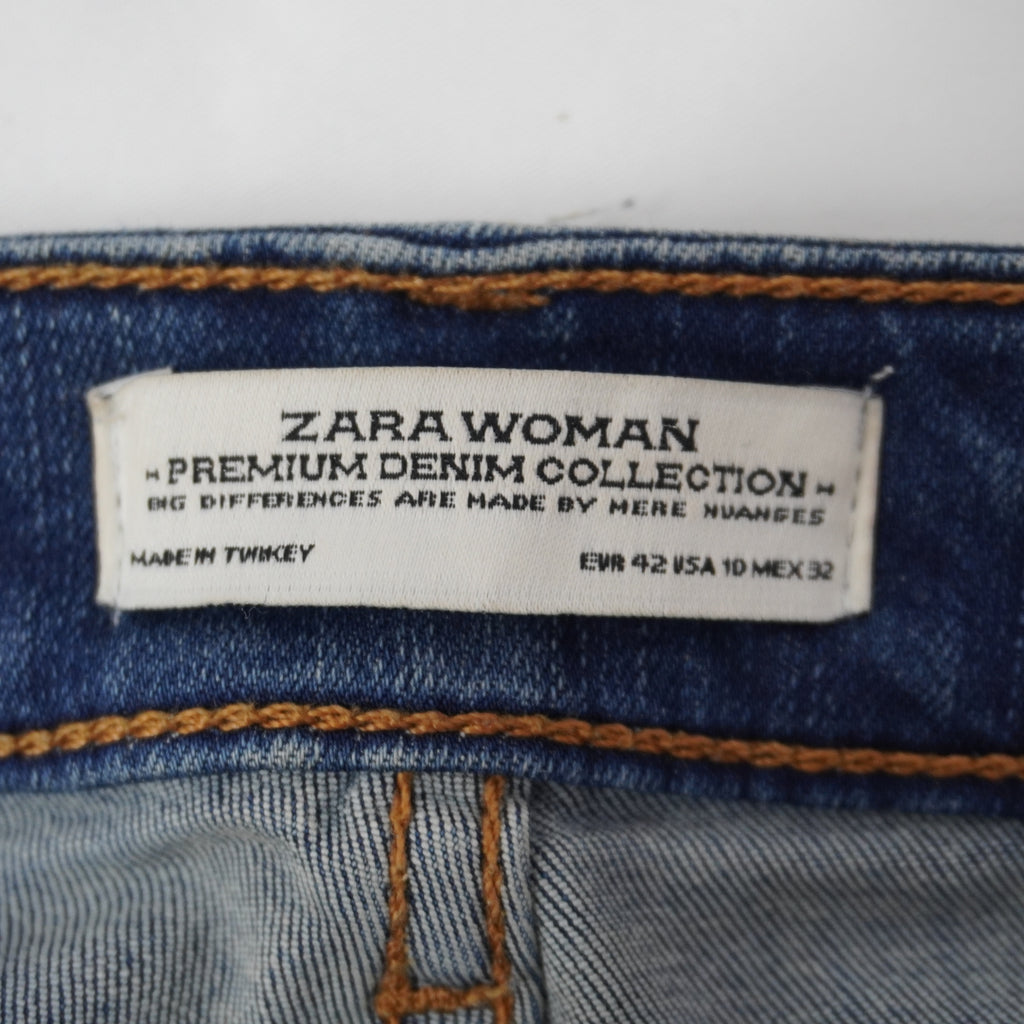 ZARA WOMAN
- PREMIUM DENIM COLLECTION -
BIG DIFFERENCES ARE MADE BY MERE NUANCES
MADE IN TURKEY
EUR 42 USA 10 MEX 32